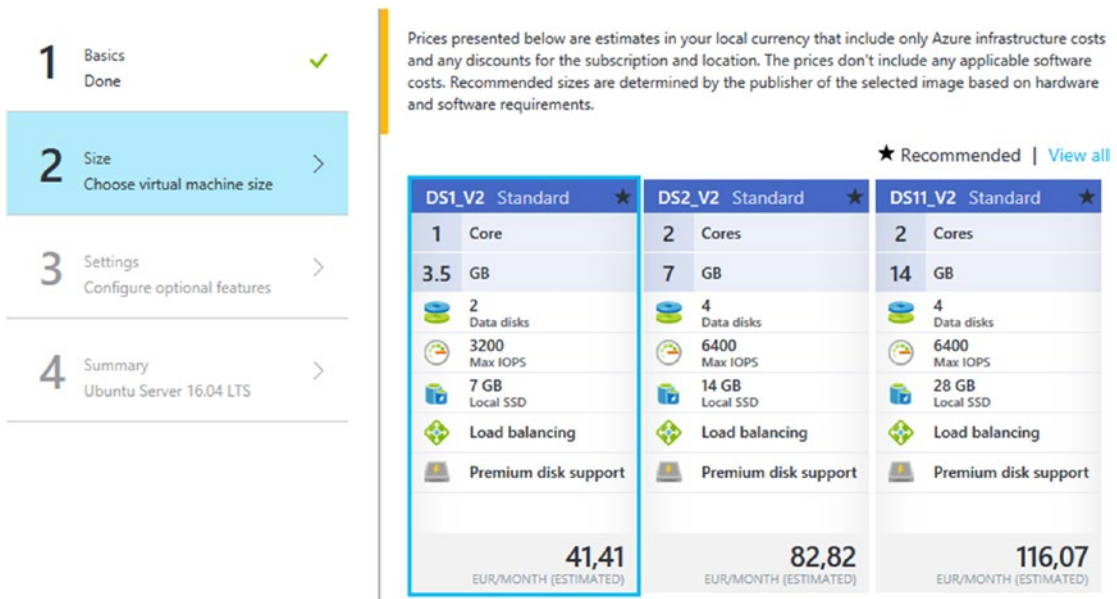 1
Basics
Done
2
Size
Choose virtual machine size
3
Settings
Configure optional features
4
Summary
Ubuntu Server 16.04 LTS
Prices presented below are estimates in your local currency that include only Azure infrastructure costs
and any discounts for the subscription and location. The prices don't include any applicable software
costs. Recommended sizes are determined by the publisher of the selected image based on hardware
and software requirements.
★ Recommended | View all
DS1_V2 Standard ★
1 Core
3.5 GB
2
Data disks
3200
Max IOPS
7 GB
Local SSD
Load balancing
Premium disk support
41,41
EUR/MONTH (ESTIMATED)
DS2_V2 Standard ★
2 Cores
7 GB
4
Data disks
6400
Max IOPS
14 GB
Local SSD
Load balancing
Premium disk support
82,82
EUR/MONTH (ESTIMATED)
DS11_V2 Standard ★
2 Cores
14 GB
4
Data disks
6400
Max IOPS
28 GB
Local SSD
Load balancing
Premium disk support
116,07
EUR/MONTH (ESTIMATED)